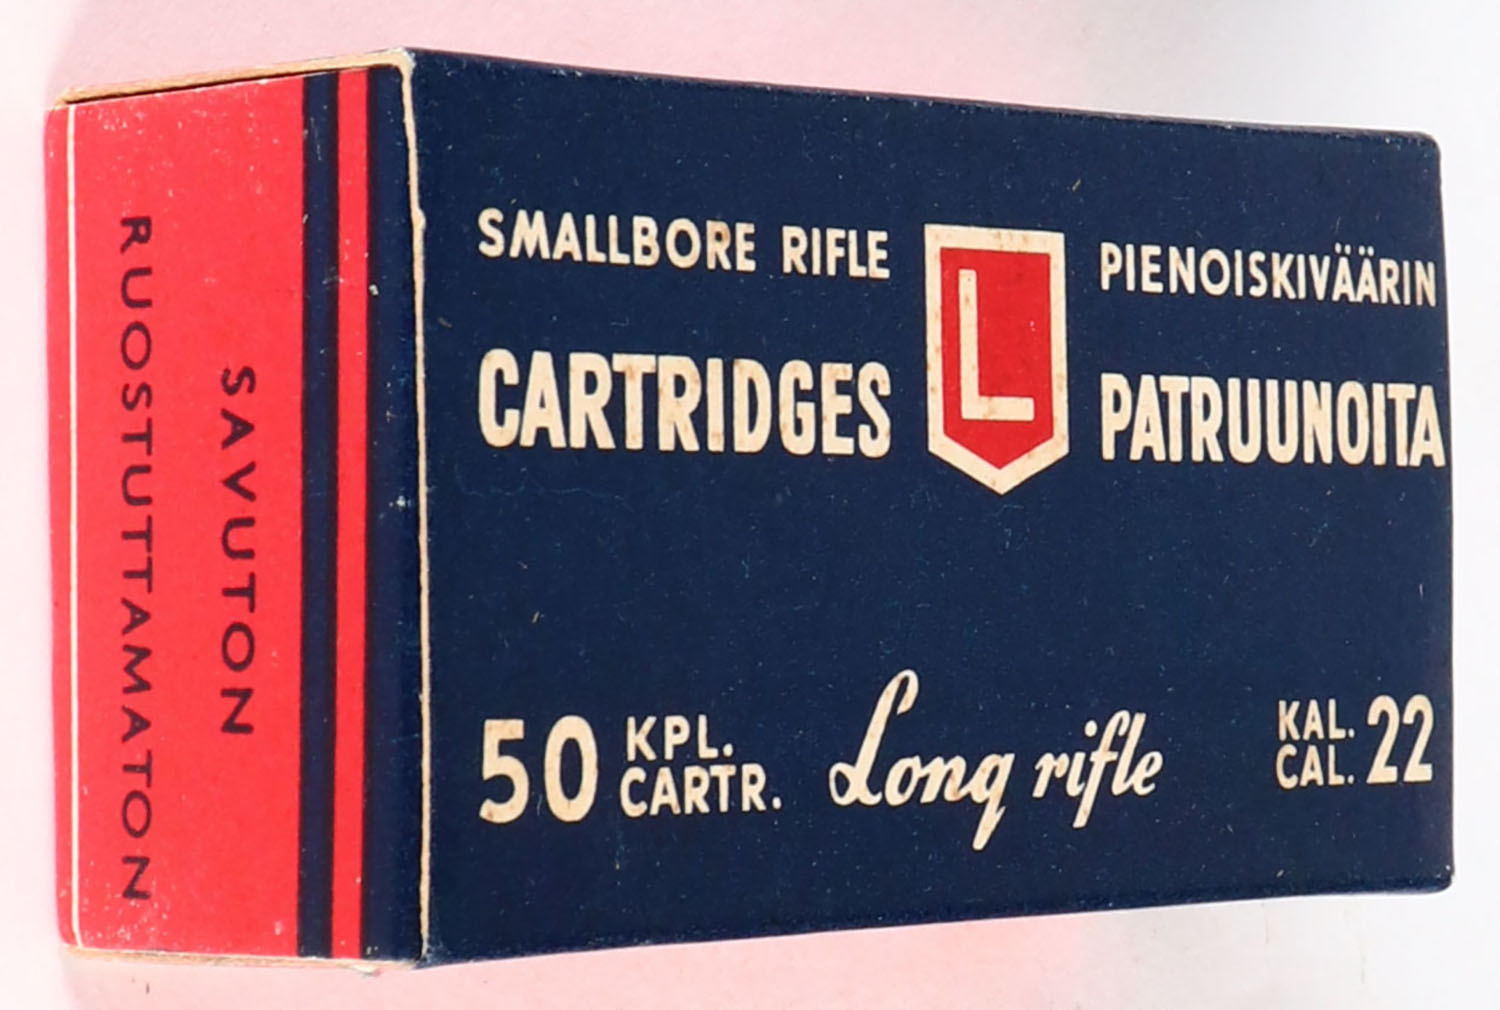 SMALLBORE RIFLE
CARTRIDGES
L
PIENOISKIVÄÄRIN
PATRUUNOITA
50 KPL.
CARTR.
Long rifle
KAL.
CAL. 22
SAVUTON
RUOSTUTTAMATON